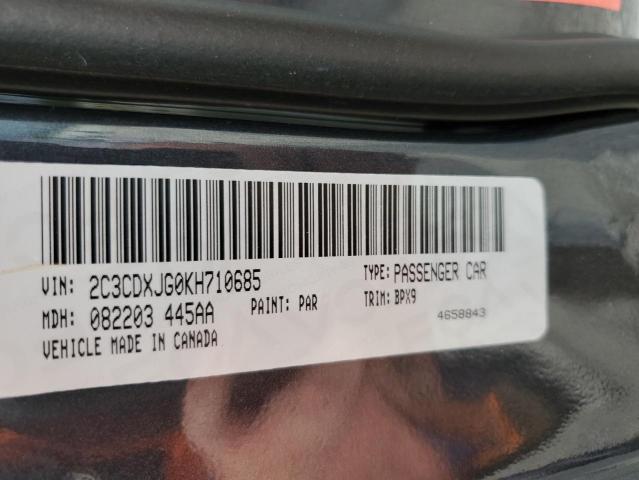 VIN: 2C3CDXJG0KH710685 TYPE: PASSENGER CAR
MDH: 082203 445AA PAINT: PAR TRIM: BPX9
VEHICLE MADE IN CANADA 4658843